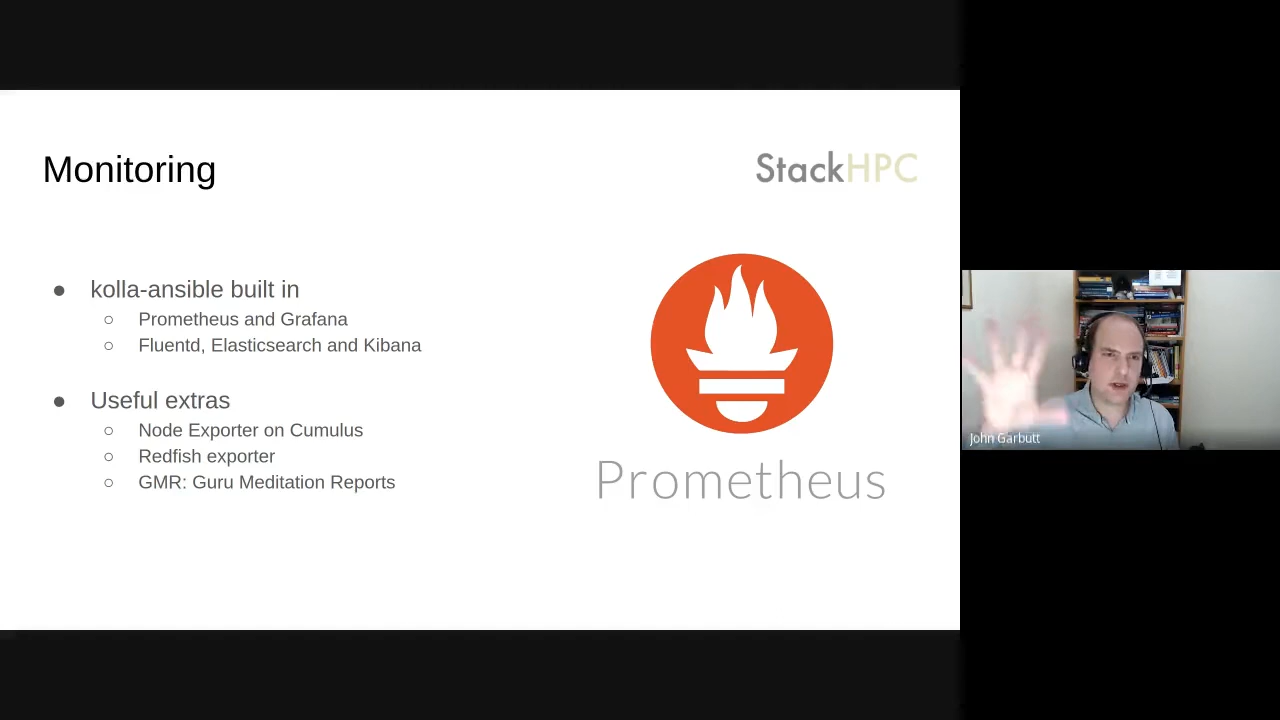 Monitoring
StackHPC
kolla-ansible built in
Prometheus and Grafana
Fluentd, Elasticsearch and Kibana
Useful extras
Node Exporter on Cumulus
Redfish exporter
GMR: Guru Meditation Reports
Prometheus
John Garbutt